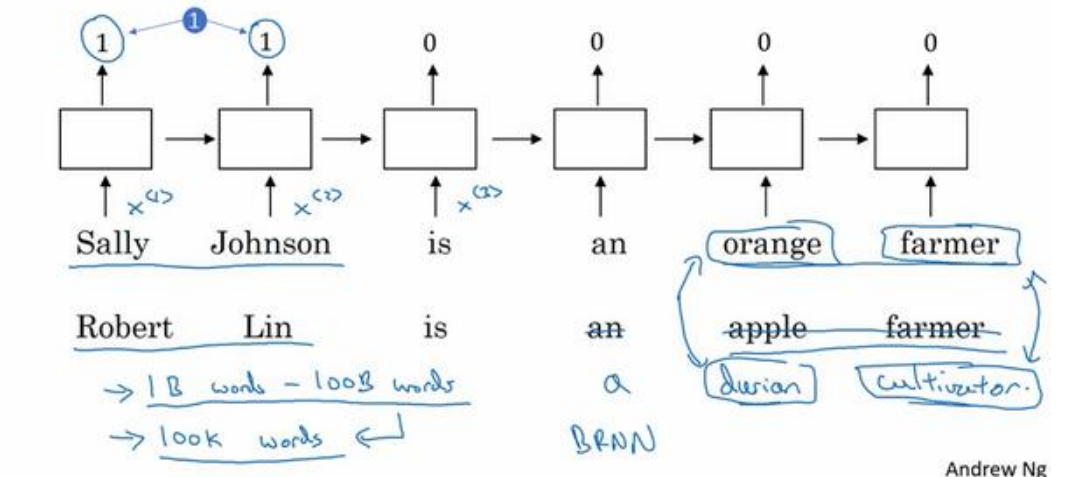 1
1 1 0 0 0 0
x<1> x<2> x<3>
Sally Johnson is an orange farmer
Robert Lin is an apple farmer
→ 1B words - 100B words a durian cultivator.
→ 100K words BRNN
Andrew Ng